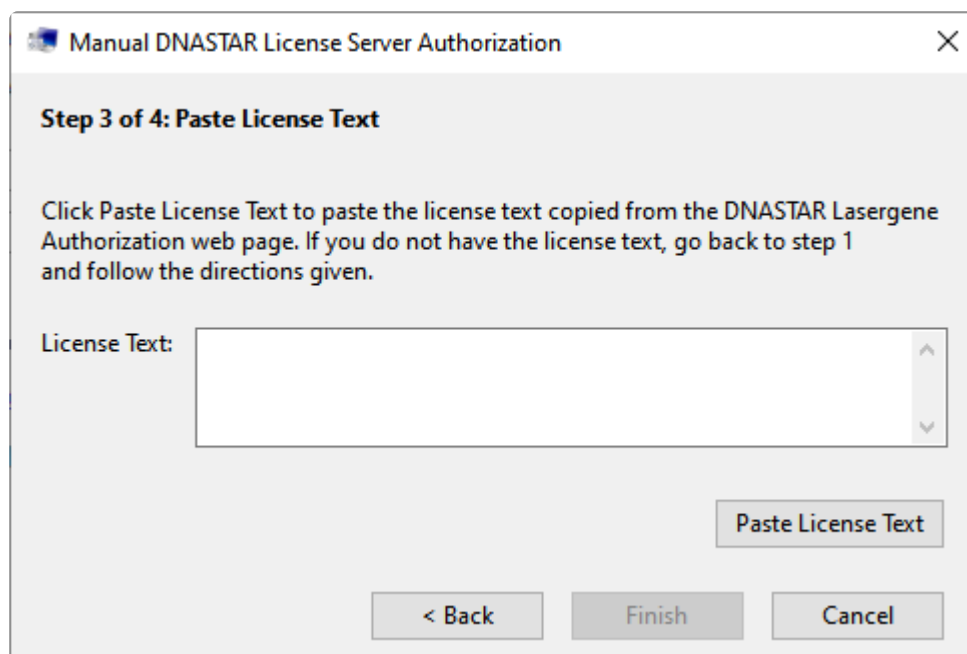 Manual DNASTAR License Server Authorization
Step 3 of 4: Paste License Text
Click Paste License Text to paste the license text copied from the DNASTAR Lasergene
Authorization web page. If you do not have the license text, go back to step 1
and follow the directions given.
License Text:
Paste License Text
< Back
Finish
Cancel